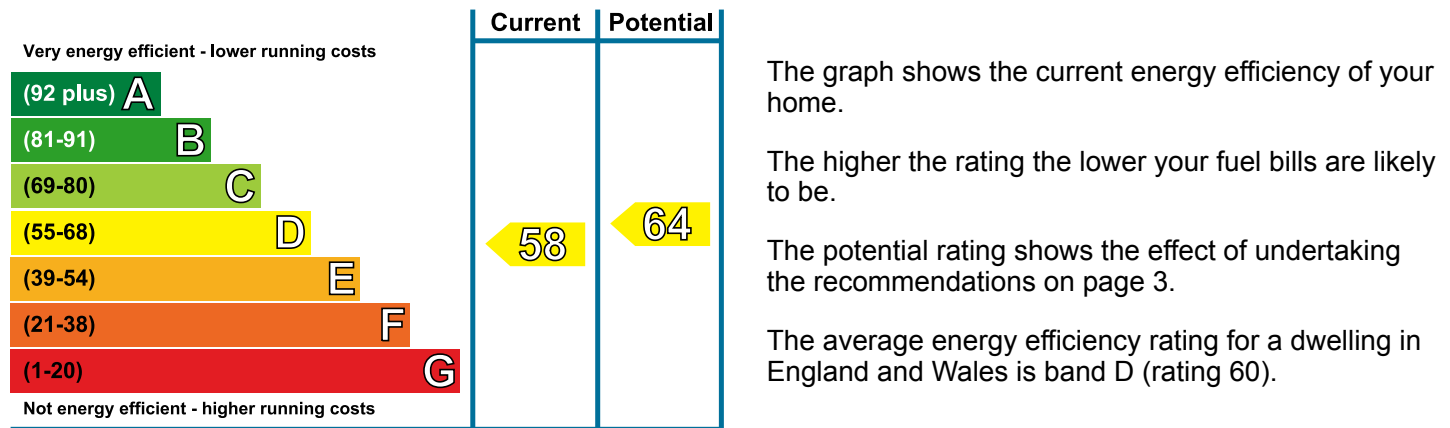 Current Potential
Very energy efficient - lower running costs
(92 plus) A
(81-91) B
(69-80) C
(55-68) D
(39-54) E
(21-38) F
(1-20) G
Not energy efficient - higher running costs
58
64
The graph shows the current energy efficiency of your
home.
The higher the rating the lower your fuel bills are likely
to be.
The potential rating shows the effect of undertaking
the recommendations on page 3.
The average energy efficiency rating for a dwelling in
England and Wales is band D (rating 60).